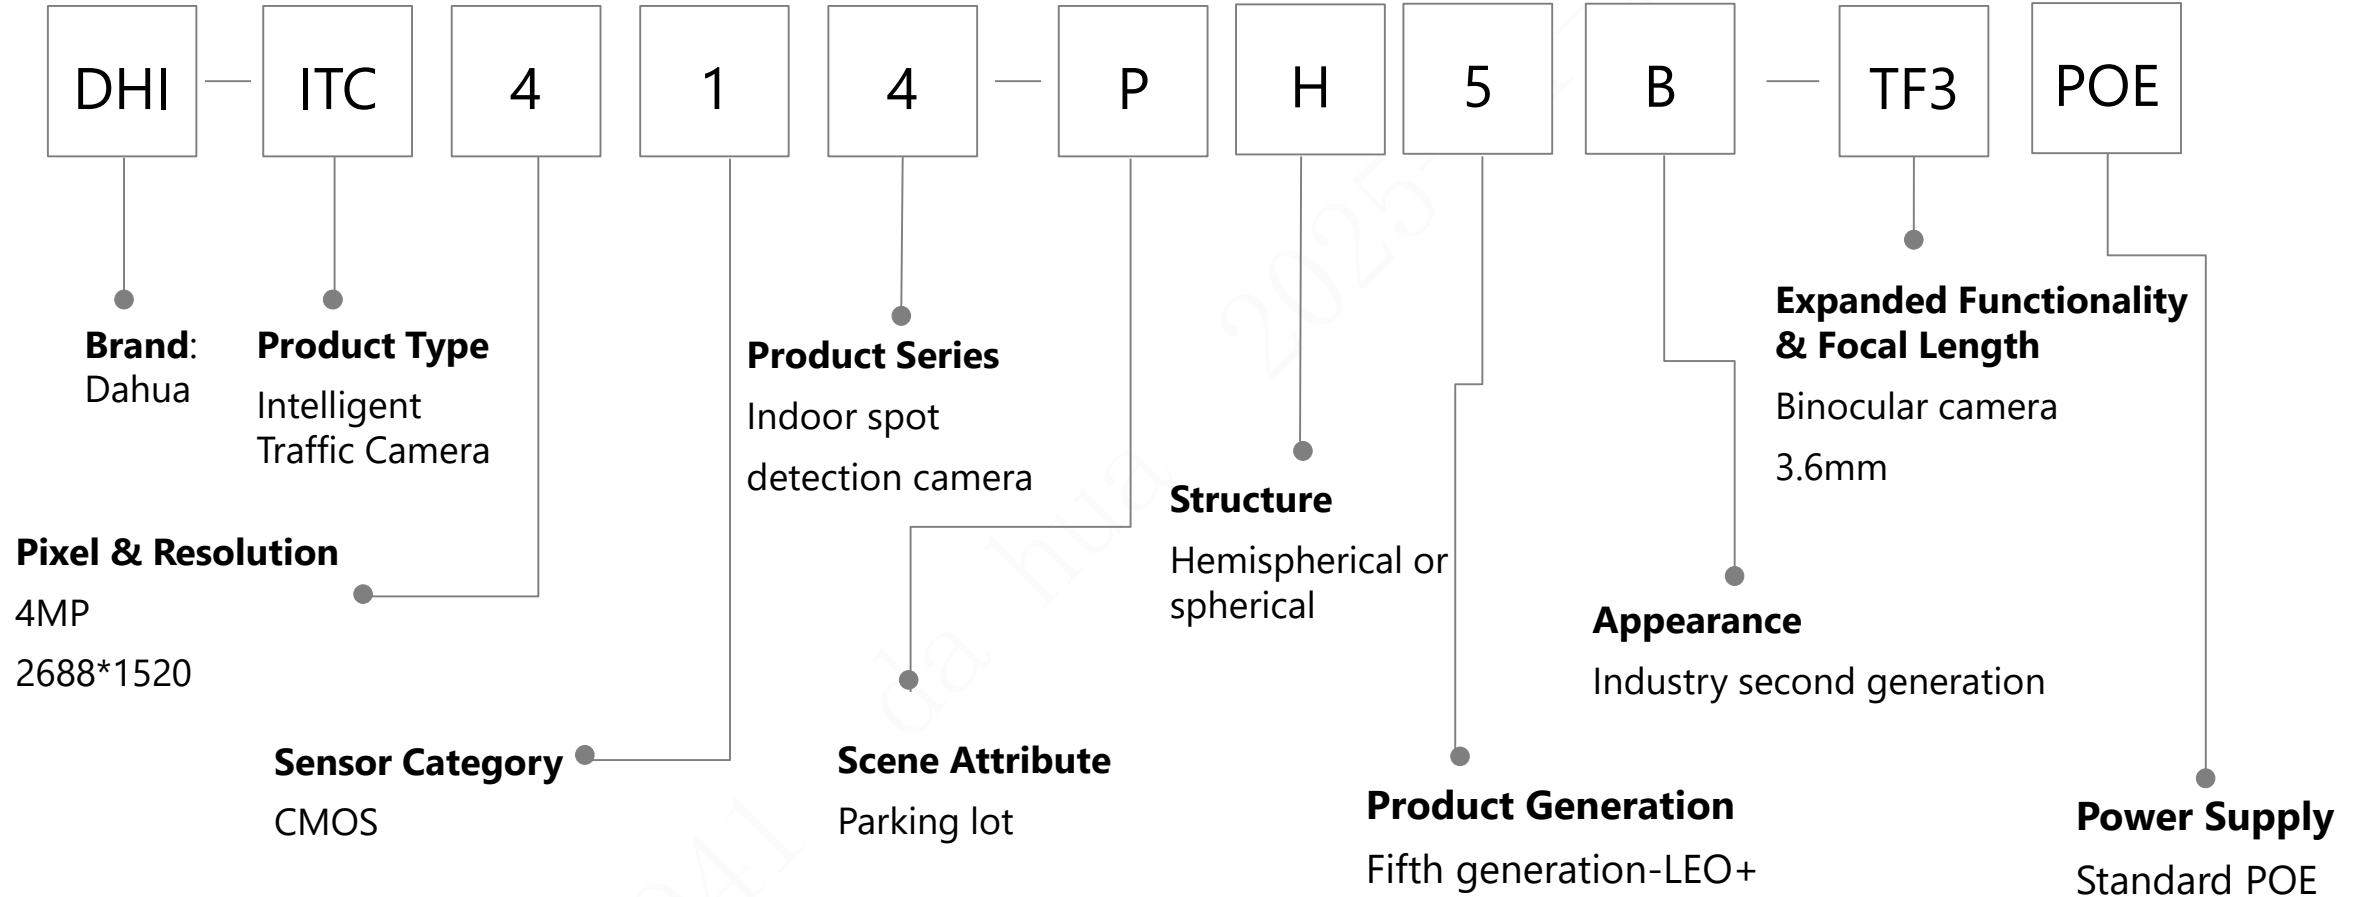 DHI — ITC 4 1 4 — P H 5 B — TF3 POE
Brand:
Dahua
Product Type
Intelligent
Traffic Camera
Pixel & Resolution
4MP
2688*1520
Sensor Category
CMOS
Product Series
Indoor spot
detection camera
Scene Attribute
Parking lot
Structure
Hemispherical or
spherical
Product Generation
Fifth generation-LEO+
Appearance
Industry second generation
Expanded Functionality
& Focal Length
Binocular camera
3.6mm
Power Supply
Standard POE
da hua 2025-